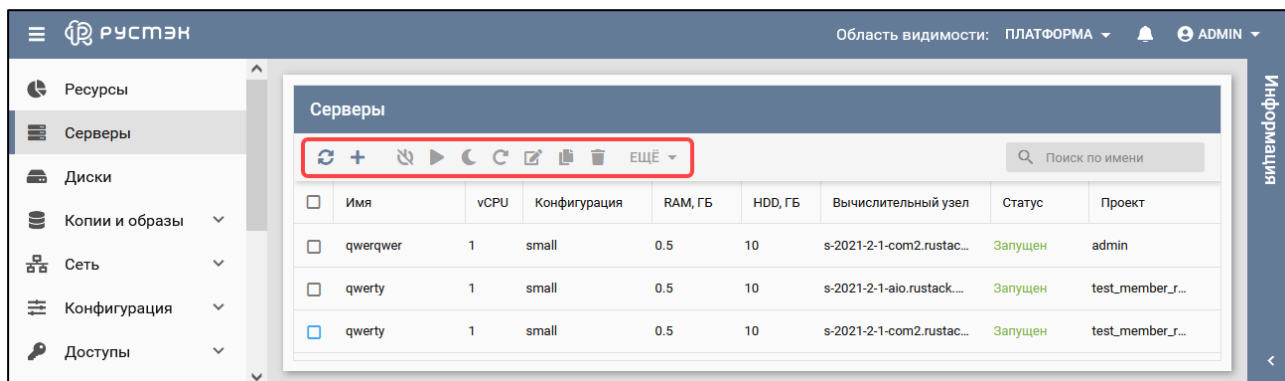 РУСТЭК Область видимости: ПЛАТФОРМА ADMIN
Ресурсы
Серверы
Диски
Копии и образы
Сеть
Конфигурация
Доступы
Серверы
ЕЩЁ Поиск по имени
Имя vCPU Конфигурация RAM, ГБ HDD, ГБ Вычислительный узел Статус Проект
qwerqwer 1 small 0.5 10 s-2021-2-1-com2.rustac... Запущен admin
qwerty 1 small 0.5 10 s-2021-2-1-aio.rustack.... Запущен test_member_r...
qwerty 1 small 0.5 10 s-2021-2-1-com2.rustac... Запущен test_member_r...
Информация